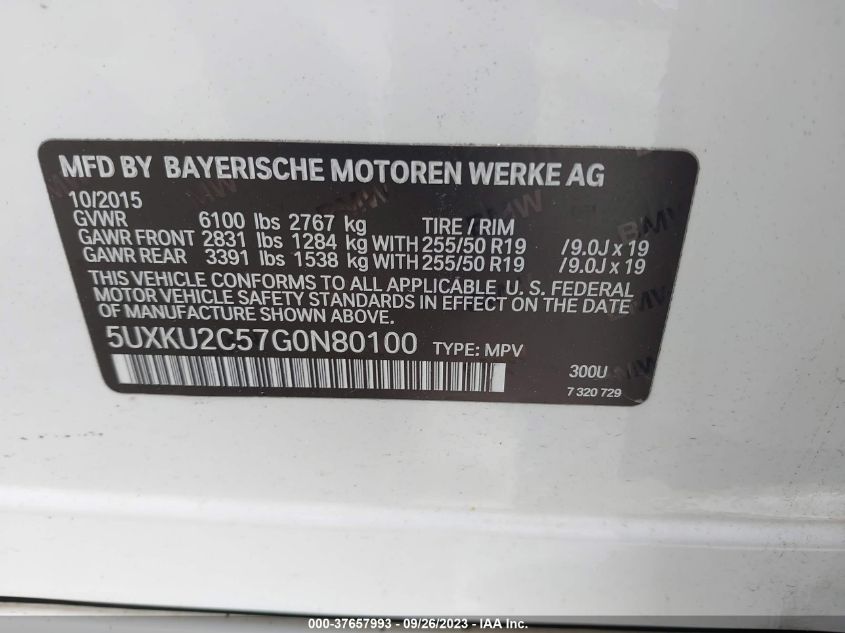 MFD BY BAYERISCHE MOTOREN WERKE AG
10/2015
GVWR 6100 lbs 2767 kg TIRE / RIM
GAWR FRONT 2831 lbs 1284 kg WITH 255/50 R19 /9.0J x 19
GAWR REAR 3391 lbs 1538 kg WITH 255/50 R19 /9.0J x 19
THIS VEHICLE CONFORMS TO ALL APPLICABLE U. S. FEDERAL
MOTOR VEHICLE SAFETY STANDARDS IN EFFECT ON THE DATE
OF MANUFACTURE SHOWN ABOVE.
5UXKU2C57G0N80100 TYPE: MPV
300U
7 320 729
000-37657993 - 09/26/2023 - IAA Inc.